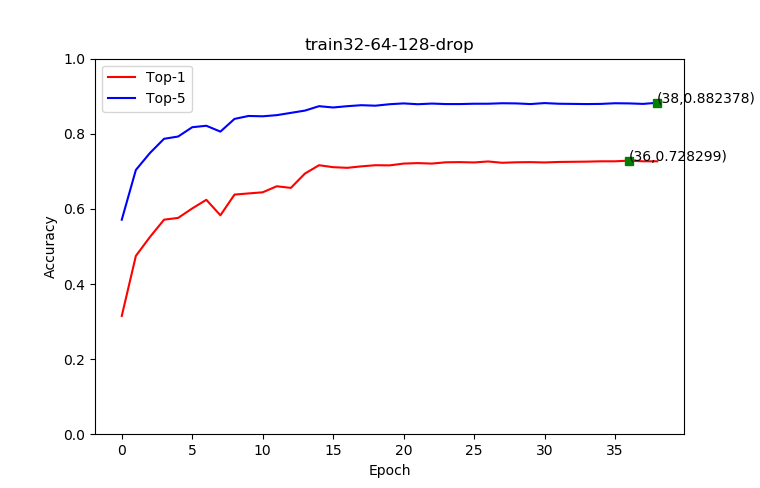 train32-64-128-drop
1.0
0.8
0.6
0.4
0.2
0.0
Accuracy
Top-1
Top-5
(38,0.882378)
(36,0.728299)
0 5 10 15 20 25 30 35
Epoch